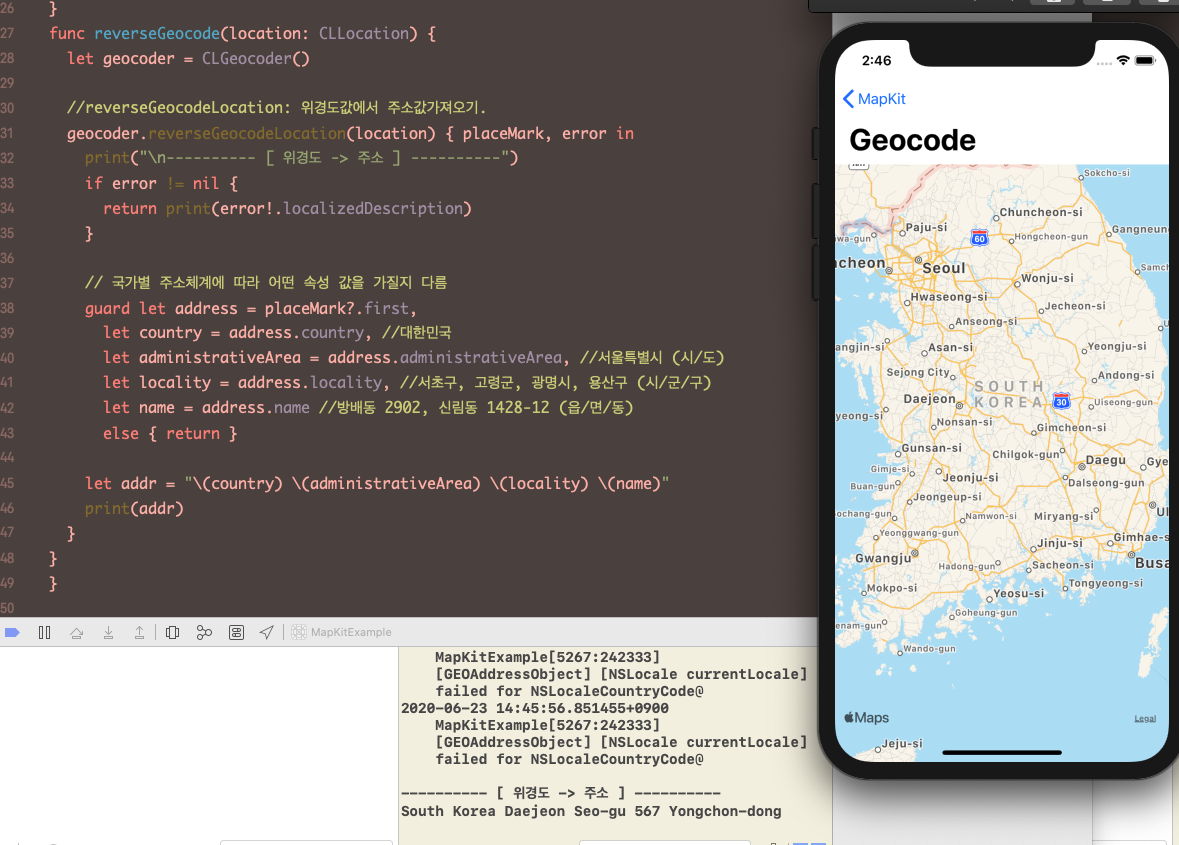 26 }
27 func reverseGeocode(location: CLLocation) {
28 let geocoder = CLGeocoder()
29
30 //reverseGeocodeLocation: 위경도값에서 주소값가져오기.
31 geocoder.reverseGeocodeLocation(location) { placeMark, error in
32 print("\n---------- [ 위경도 -> 주소 ] ----------")
33 if error != nil {
34 return print(error!.localizedDescription)
35 }
36
37 // 국가별 주소체계에 따라 어떤 속성 값을 가질지 다름
38 guard let address = placeMark?.first,
39 let country = address.country, //대한민국
40 let administrativeArea = address.administrativeArea, //서울특별시 (시/도)
41 let locality = address.locality, //서초구, 고령군, 광명시, 용산구 (시/군/구)
42 let name = address.name //방배동 2902, 신림동 1428-12 (읍/면/동)
43 else { return }
44
45 let addr = "\(country) \(administrativeArea) \(locality) \(name)"
46 print(addr)
47 }
48 }
49 }
50
MapKitExample
MapKitExample[5267:242333]
[GEOAddressObject] [NSLocale currentLocale]
failed for NSLocaleCountryCode@
2020-06-23 14:45:56.851455+0900
MapKitExample[5267:242333]
[GEOAddressObject] [NSLocale currentLocale]
failed for NSLocaleCountryCode@
---------- [ 위경도 -> 주소 ] ----------
South Korea Daejeon Seo-gu 567 Yongchon-dong
2:46
MapKit
Geocode
Sokcho-si
Chuncheon-si
Paju-si
60
Hongcheon-gun
Gangneun
wa-gun
cheon
Seoul
Samch
Wonju-si
Hwaseong-si
Jecheon-si
Anseong-si
U
angjin-si
Asan-si
Yeongju-si
Sejong City
Andong-si
SOUTH
KOREA
30
Daejeon
Uiseong-gun
yeong-si
Nonsan-si
Gimcheon-si
Gunsan-si
Chilgok-gun
Daegu
Gye
Gimje-si
Jeonju-si
Buan-gun
Dalseong-gun
Jeongeup-si
ochang-gun
Namwon-si
Miryang-si
Ul
Yeonggwang-gun
Jinju-si
Gimhae-s
Gwangju
Hadong-gun
Sacheon-si
Busa
Mokpo-si
Yeosu-si
Tongyeong-si
Goheung-gun
enam-gun
Wando-gun
Maps
Legal
Jeju-si